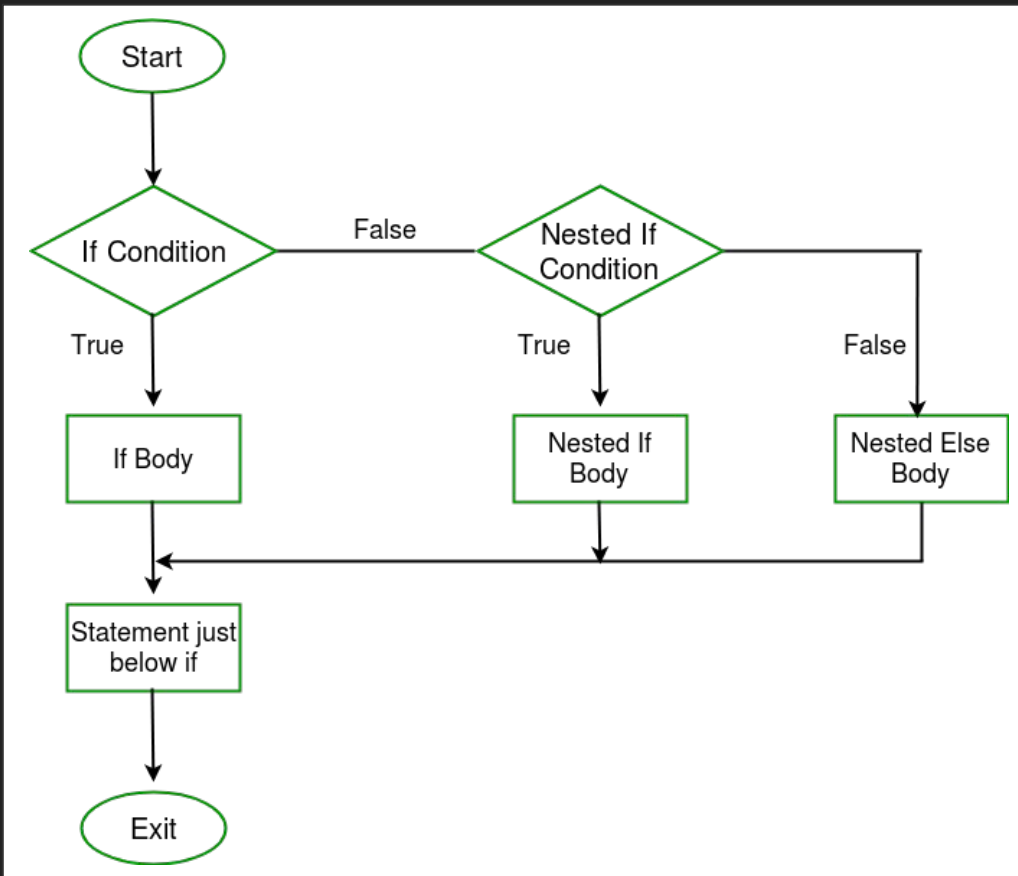 Start
If Condition
False
Nested If
Condition
True
True
False
If Body
Nested If
Body
Nested Else
Body
Statement just
below if
Exit